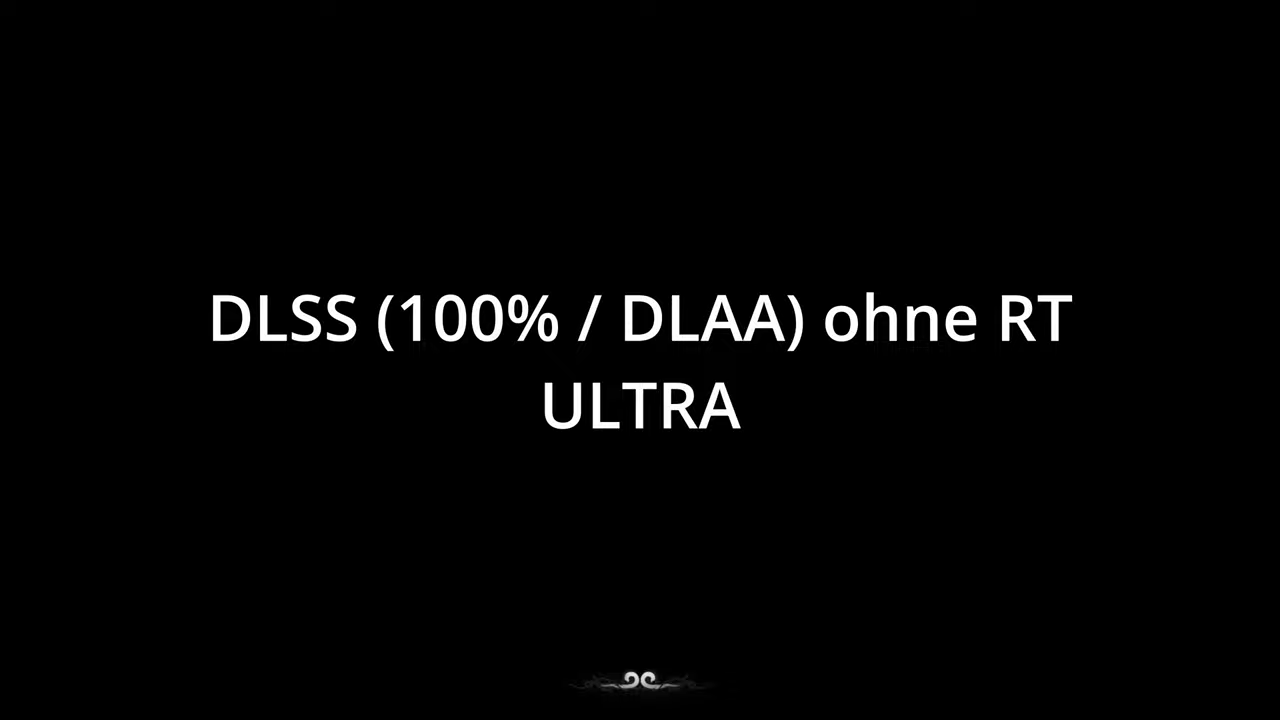 DLSS (100% / DLAA) ohne RT
ULTRA